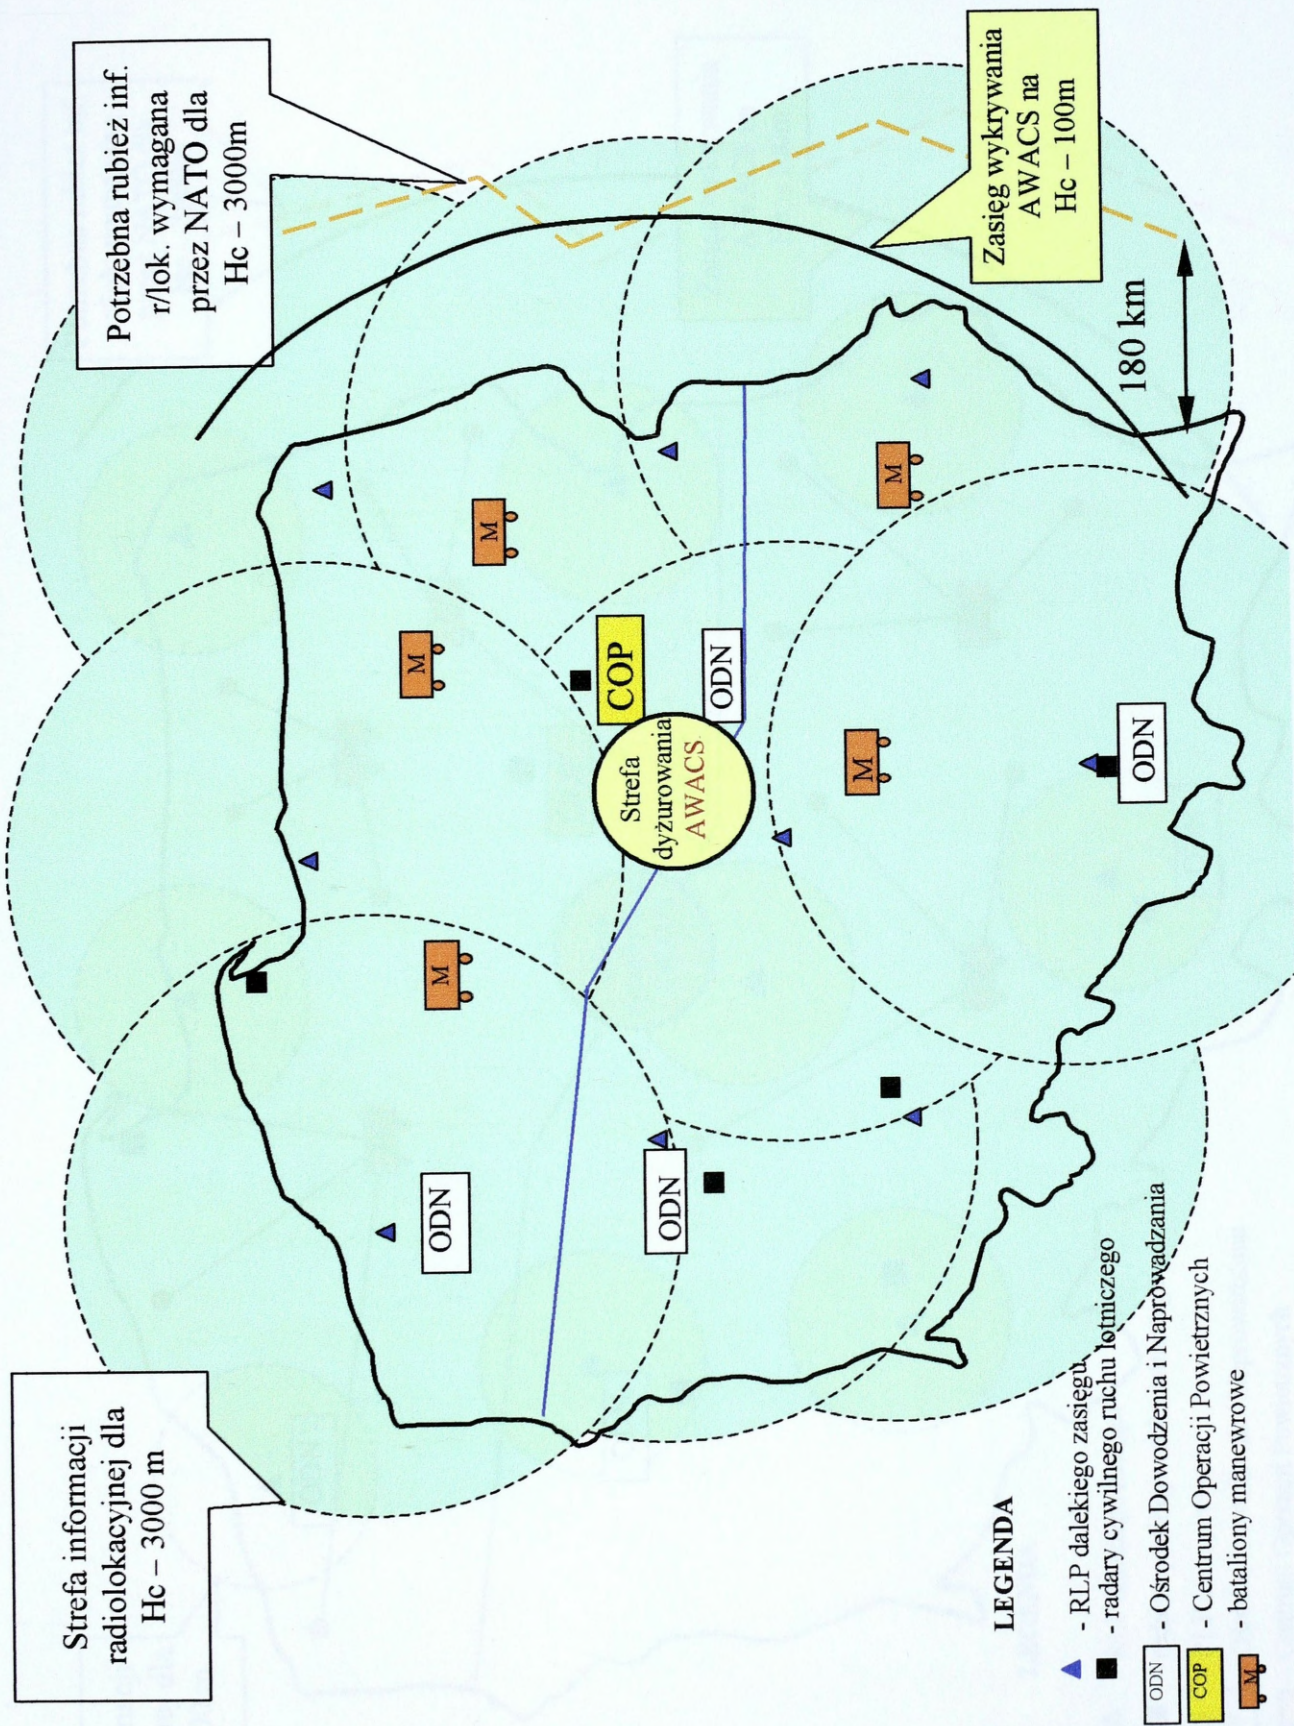 Strefa informacji
radiolokacyjnej dla
Hc – 3000 m
Potrzebna rubież inf.
r/lok. wymagana
przez NATO dla
Hc – 3000m
M
M
M
ODN
COP
Strefa
dyżurowania
AWACS
ODN
ODN
M
M
ODN
Zasięg wykrywania
AWACS na
Hc – 100m
180 km
LEGENDA
- RLP dalekiego zasięgu
- radary cywilnego ruchu lotniczego
ODN - Ośrodek Dowodzenia i Naprowadzania
COP - Centrum Operacji Powietrznych
M - bataliony manewrowe